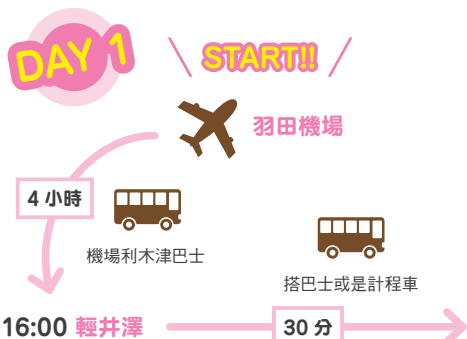 DAY 1
START!!
羽田機場
4 小時
機場利木津巴士
搭巴士或是計程車
16:00 輕井澤
30 分